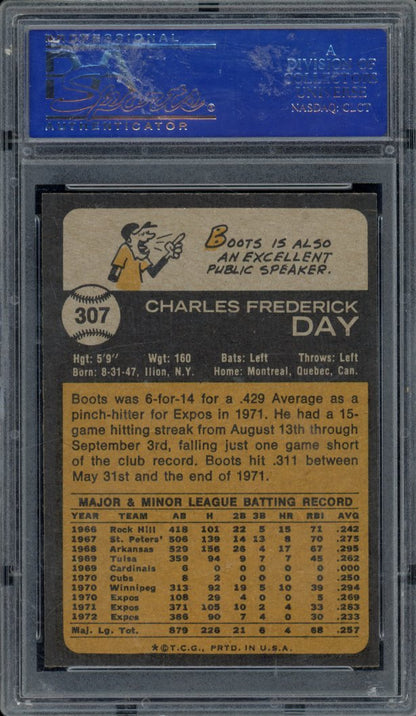 PROFESSIONAL
Sports
AUTHENTICATOR
A
DIVISION OF
COLLECTORS
UNIVERSE
NASDAQ: CLCT
BOOTS IS ALSO
AN EXCELLENT
PUBLIC SPEAKER.
307
CHARLES FREDERICK
DAY
Hgt: 5'9" Wgt: 160 Bats: Left Throws: Left
Born: 8-31-47, Ilion, N.Y. Home: Montreal, Quebec, Can.
Boots was 6-for-14 for a .429 Average as a
pinch-hitter for Expos in 1971. He had a 15-
game hitting streak from August 13th through
September 3rd, falling just one game short
of the club record. Boots hit .311 between
May 31st and the end of 1971.
MAJOR & MINOR LEAGUE BATTING RECORD
YEAR TEAM AB H 2B 3B HR RBI AVG
1966 Rock Hill 418 101 22 5 15 71 .242
1967 St. Peters' 506 139 14 13 8 70 .275
1968 Arkansas 529 156 26 4 17 67 .295
1969 Tulsa 359 94 9 7 7 45 .262
1969 Cardinals 6 0 0 0 0 0 .000
1970 Cubs 8 2 0 0 0 0 .250
1970 Winnipeg 313 92 19 5 10 39 .294
1970 Expos 108 29 4 0 0 5 .269
1971 Expos 371 105 10 2 4 33 .283
1972 Expos 386 90 7 4 0 30 .233
Maj. Lg. Tot. 879 226 21 6 4 68 .257
*©T.C.G., PRTD. IN U.S.A.